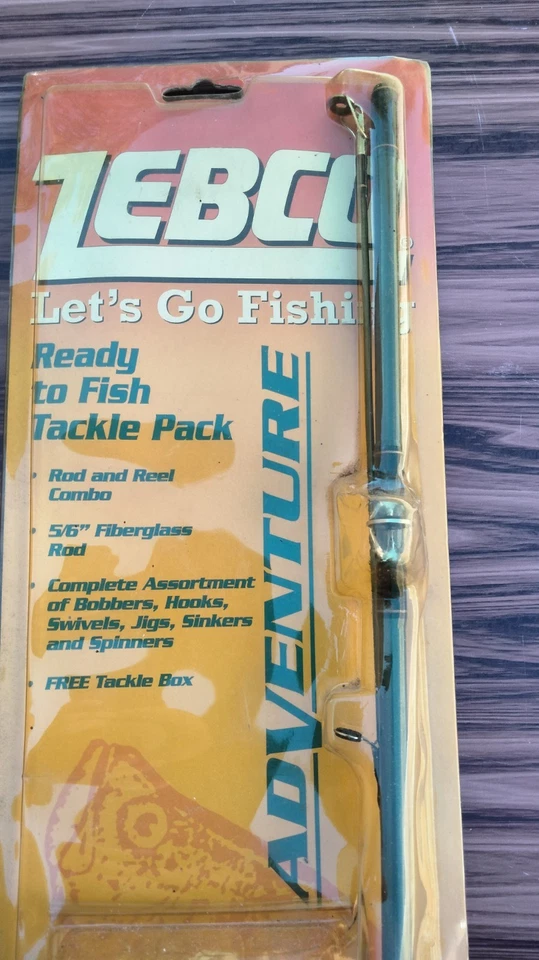 ZEBCO
Let's Go Fishing
Ready
to Fish
Tackle Pack
• Rod and Reel
Combo
• 5/6" Fiberglass
Rod
• Complete Assortment
of Bobbers, Hooks,
Swivels, Jigs, Sinkers
and Spinners
• FREE Tackle Box
ADVENTURE